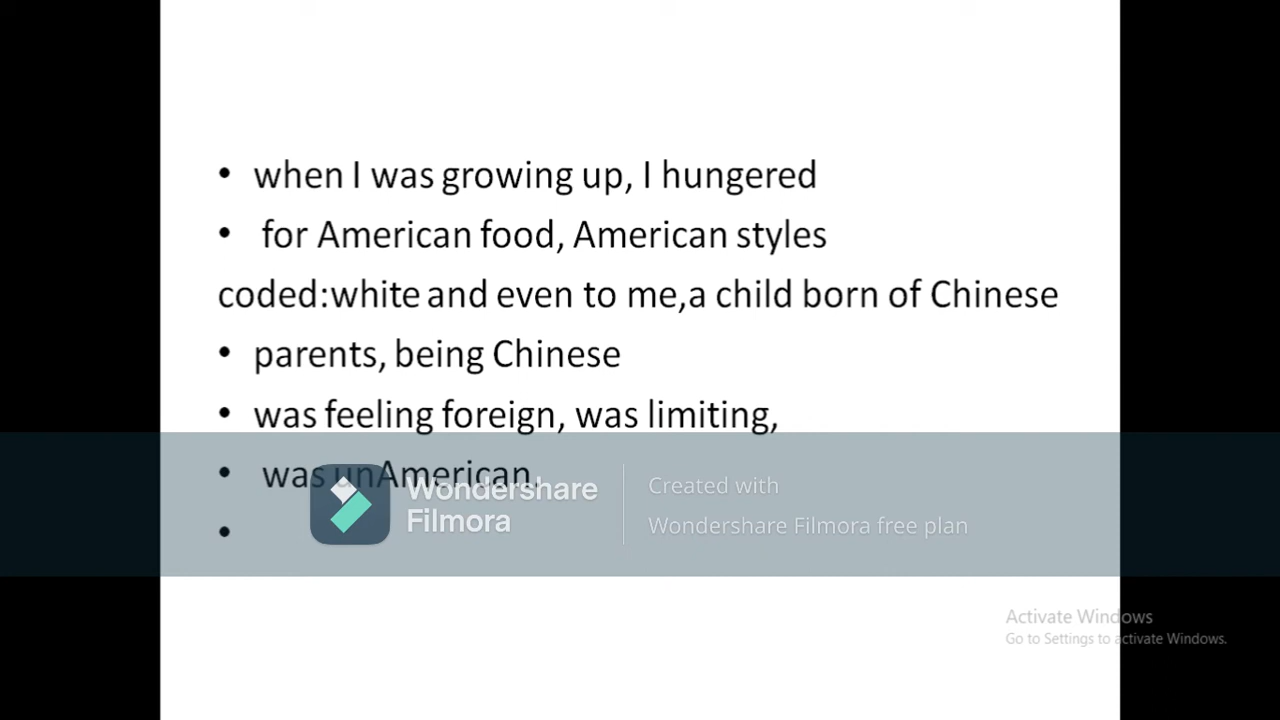 • when I was growing up, I hungered
• for American food, American styles
coded:white and even to me,a child born of Chinese
• parents, being Chinese
• was feeling foreign, was limiting,
• was unAmerican.
•
Wondershare
Filmora
Created with
Wondershare Filmora free plan
Activate Windows
Go to Settings to activate Windows.